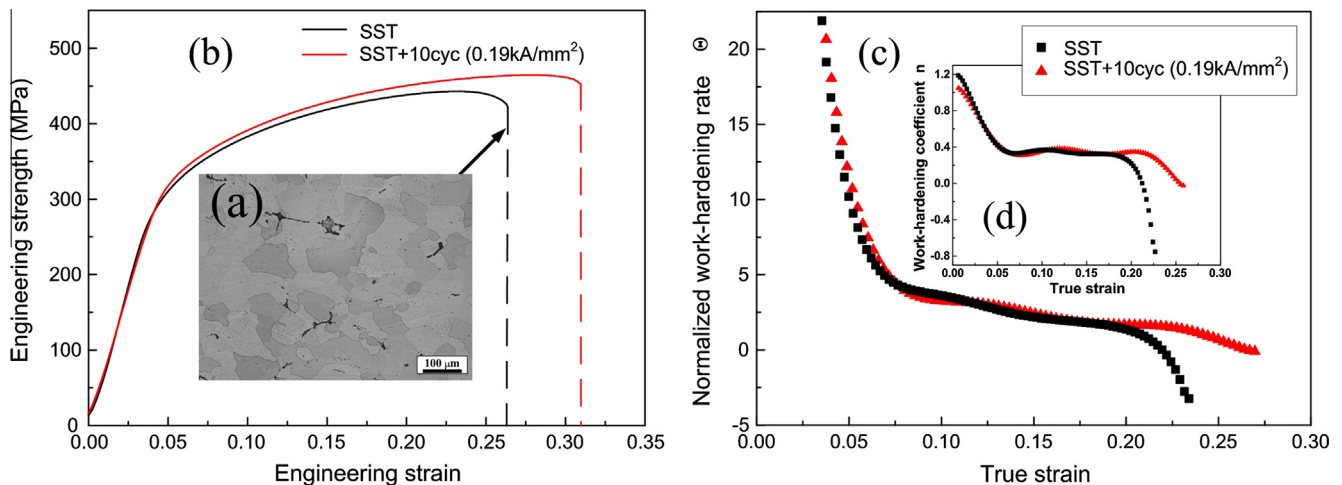 (b)
SST
SST+10cyc (0.19kA/mm²)
Engineering strength (MPa)
500
400
300
200
100
0
(a)
100 μm
0.00 0.05 0.10 0.15 0.20 0.25 0.30 0.35
Engineering strain
(c)
SST
SST+10cyc (0.19kA/mm²)
Normalized work-hardening rate Θ
20
15
10
5
0
-5
0.00 0.05 0.10 0.15 0.20 0.25 0.30
True strain
(d)
Work-hardening coefficient n
1.2
0.8
0.4
0.0
-0.4
-0.8
0.00 0.05 0.10 0.15 0.20 0.25 0.30
True strain